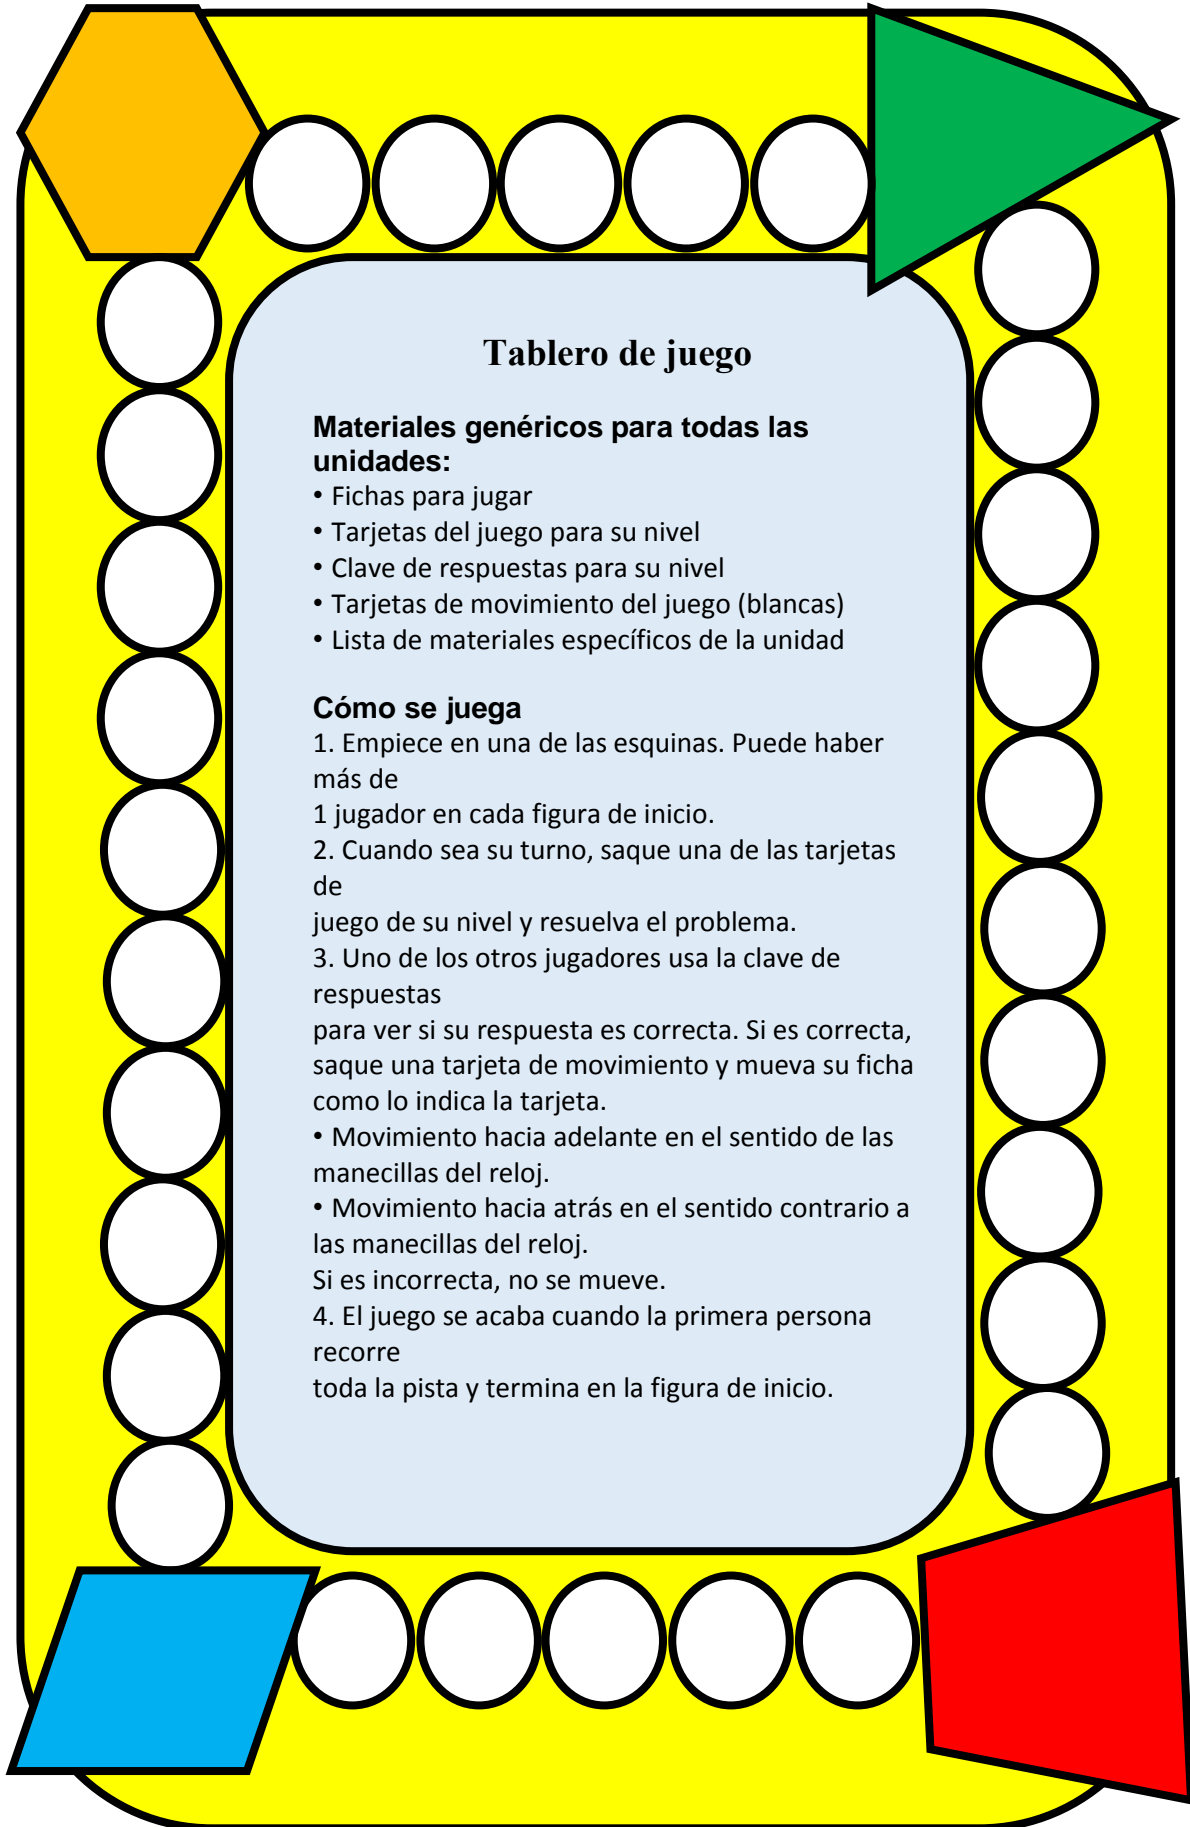 Tablero de juego
Materiales genéricos para todas las
unidades:
• Fichas para jugar
• Tarjetas del juego para su nivel
• Clave de respuestas para su nivel
• Tarjetas de movimiento del juego (blancas)
• Lista de materiales específicos de la unidad
Cómo se juega
1. Empiece en una de las esquinas. Puede haber
más de
1 jugador en cada figura de inicio.
2. Cuando sea su turno, saque una de las tarjetas
de
juego de su nivel y resuelva el problema.
3. Uno de los otros jugadores usa la clave de
respuestas
para ver si su respuesta es correcta. Si es correcta,
saque una tarjeta de movimiento y mueva su ficha
como lo indica la tarjeta.
• Movimiento hacia adelante en el sentido de las
manecillas del reloj.
• Movimiento hacia atrás en el sentido contrario a
las manecillas del reloj.
Si es incorrecta, no se mueve.
4. El juego se acaba cuando la primera persona
recorre
toda la pista y termina en la figura de inicio.